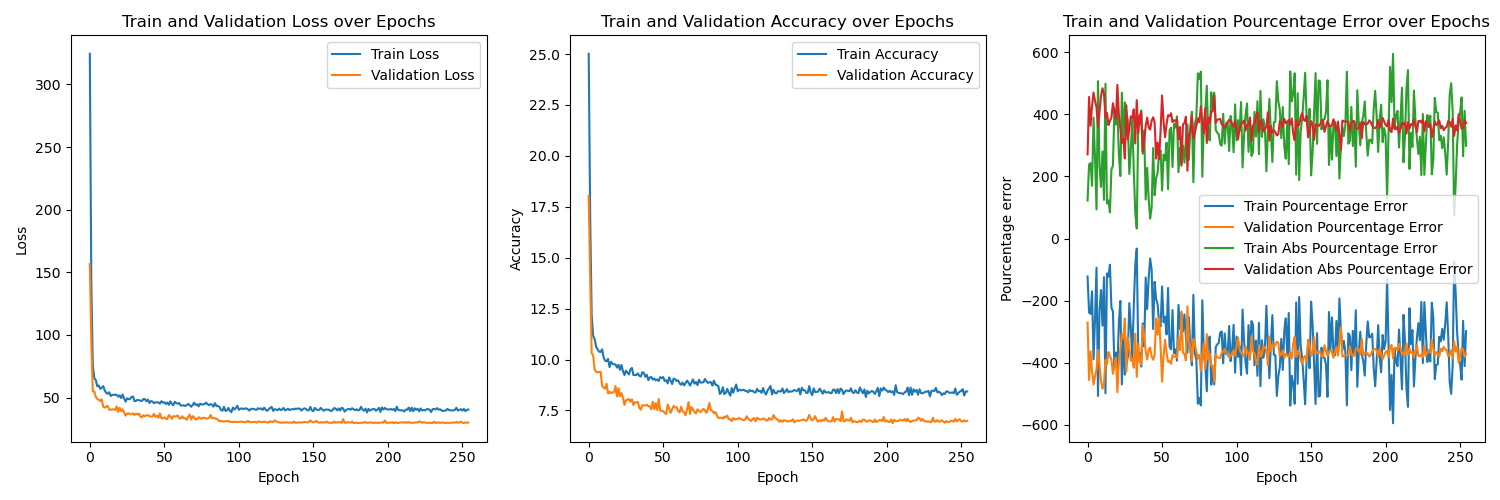 Train and Validation Loss over Epochs
Train Loss
Validation Loss
300
250
200
150
100
50
Loss
0
50
100
150
200
250
Epoch
Train and Validation Accuracy over Epochs
Train Accuracy
Validation Accuracy
25.0
22.5
20.0
17.5
15.0
12.5
10.0
7.5
Accuracy
0
50
100
150
200
250
Epoch
Train and Validation Pourcentage Error over Epochs
600
400
200
0
−200
−400
−600
Pourcentage error
Train Pourcentage Error
Validation Pourcentage Error
Train Abs Pourcentage Error
Validation Abs Pourcentage Error
0
50
100
150
200
250
Epoch